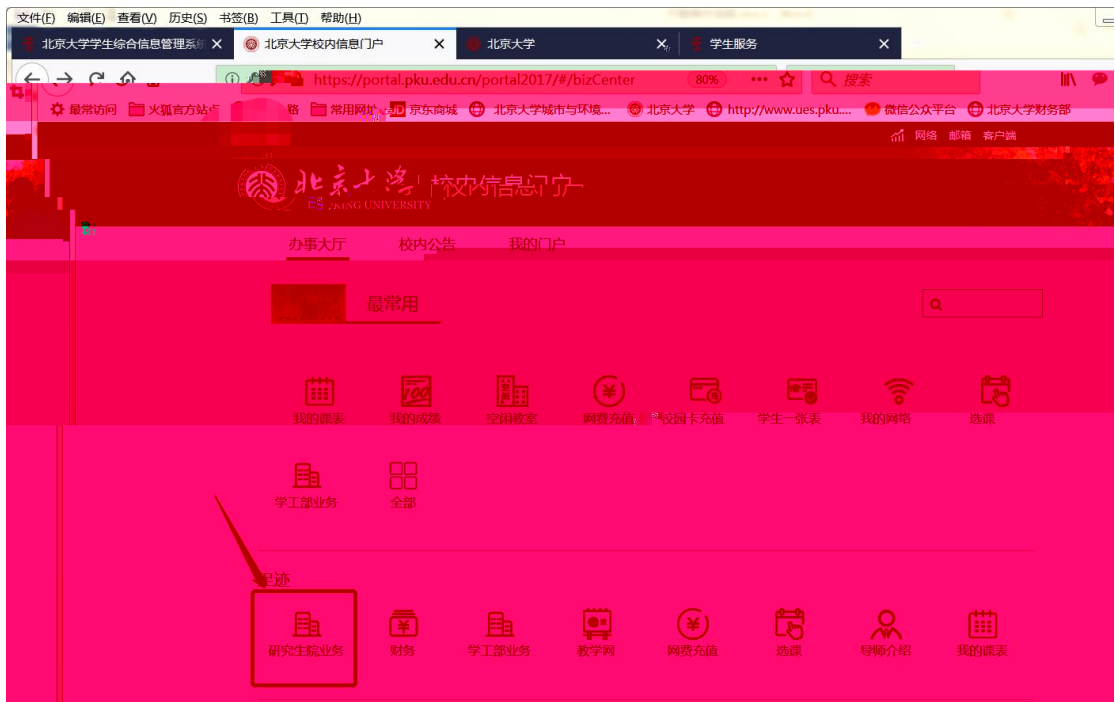 文件(F) 编辑(E) 查看(V) 历史(S) 书签(B) 工具(T) 帮助(H)
北京大学学生综合信息管理系统 北京大学校内信息门户 北京大学 学生服务
https://portal.pku.edu.cn/portal2017/#/bizCenter 80% 搜索
最常访问 火狐官方站点 常用网址 JD 京东商城 北京大学城市与环境... 北京大学 http://www.ues.pku.... 微信公众平台 北京大学财务部
网络 邮箱 客户端
北京大学 校内信息门户
PEKING UNIVERSITY
办事大厅 校内公告 我的门户
最常用
我的课表 我的成绩 空闲教室 网费充值 校园卡充值 学生一张表 我的网络 选课
学工部业务 全部
足迹
研究生院业务 财务 学工部业务 教学网 网费充值 选课 导师介绍 我的课表